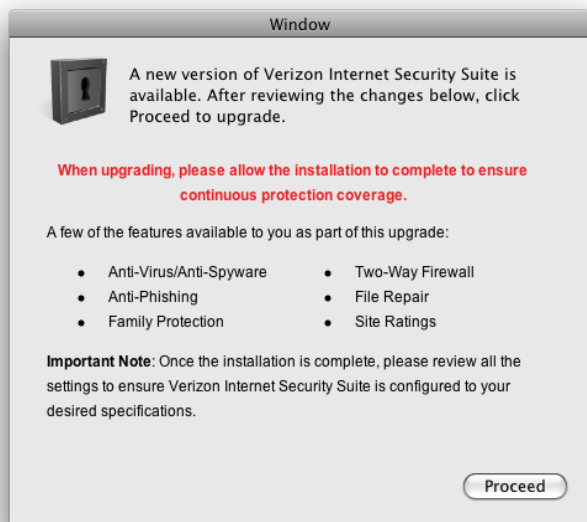 Window
A new version of Verizon Internet Security Suite is
available. After reviewing the changes below, click
Proceed to upgrade.
When upgrading, please allow the installation to complete to ensure
continuous protection coverage.
A few of the features available to you as part of this upgrade:
• Anti-Virus/Anti-Spyware
• Anti-Phishing
• Family Protection
• Two-Way Firewall
• File Repair
• Site Ratings
Important Note: Once the installation is complete, please review all the
settings to ensure Verizon Internet Security Suite is configured to your
desired specifications.
Proceed